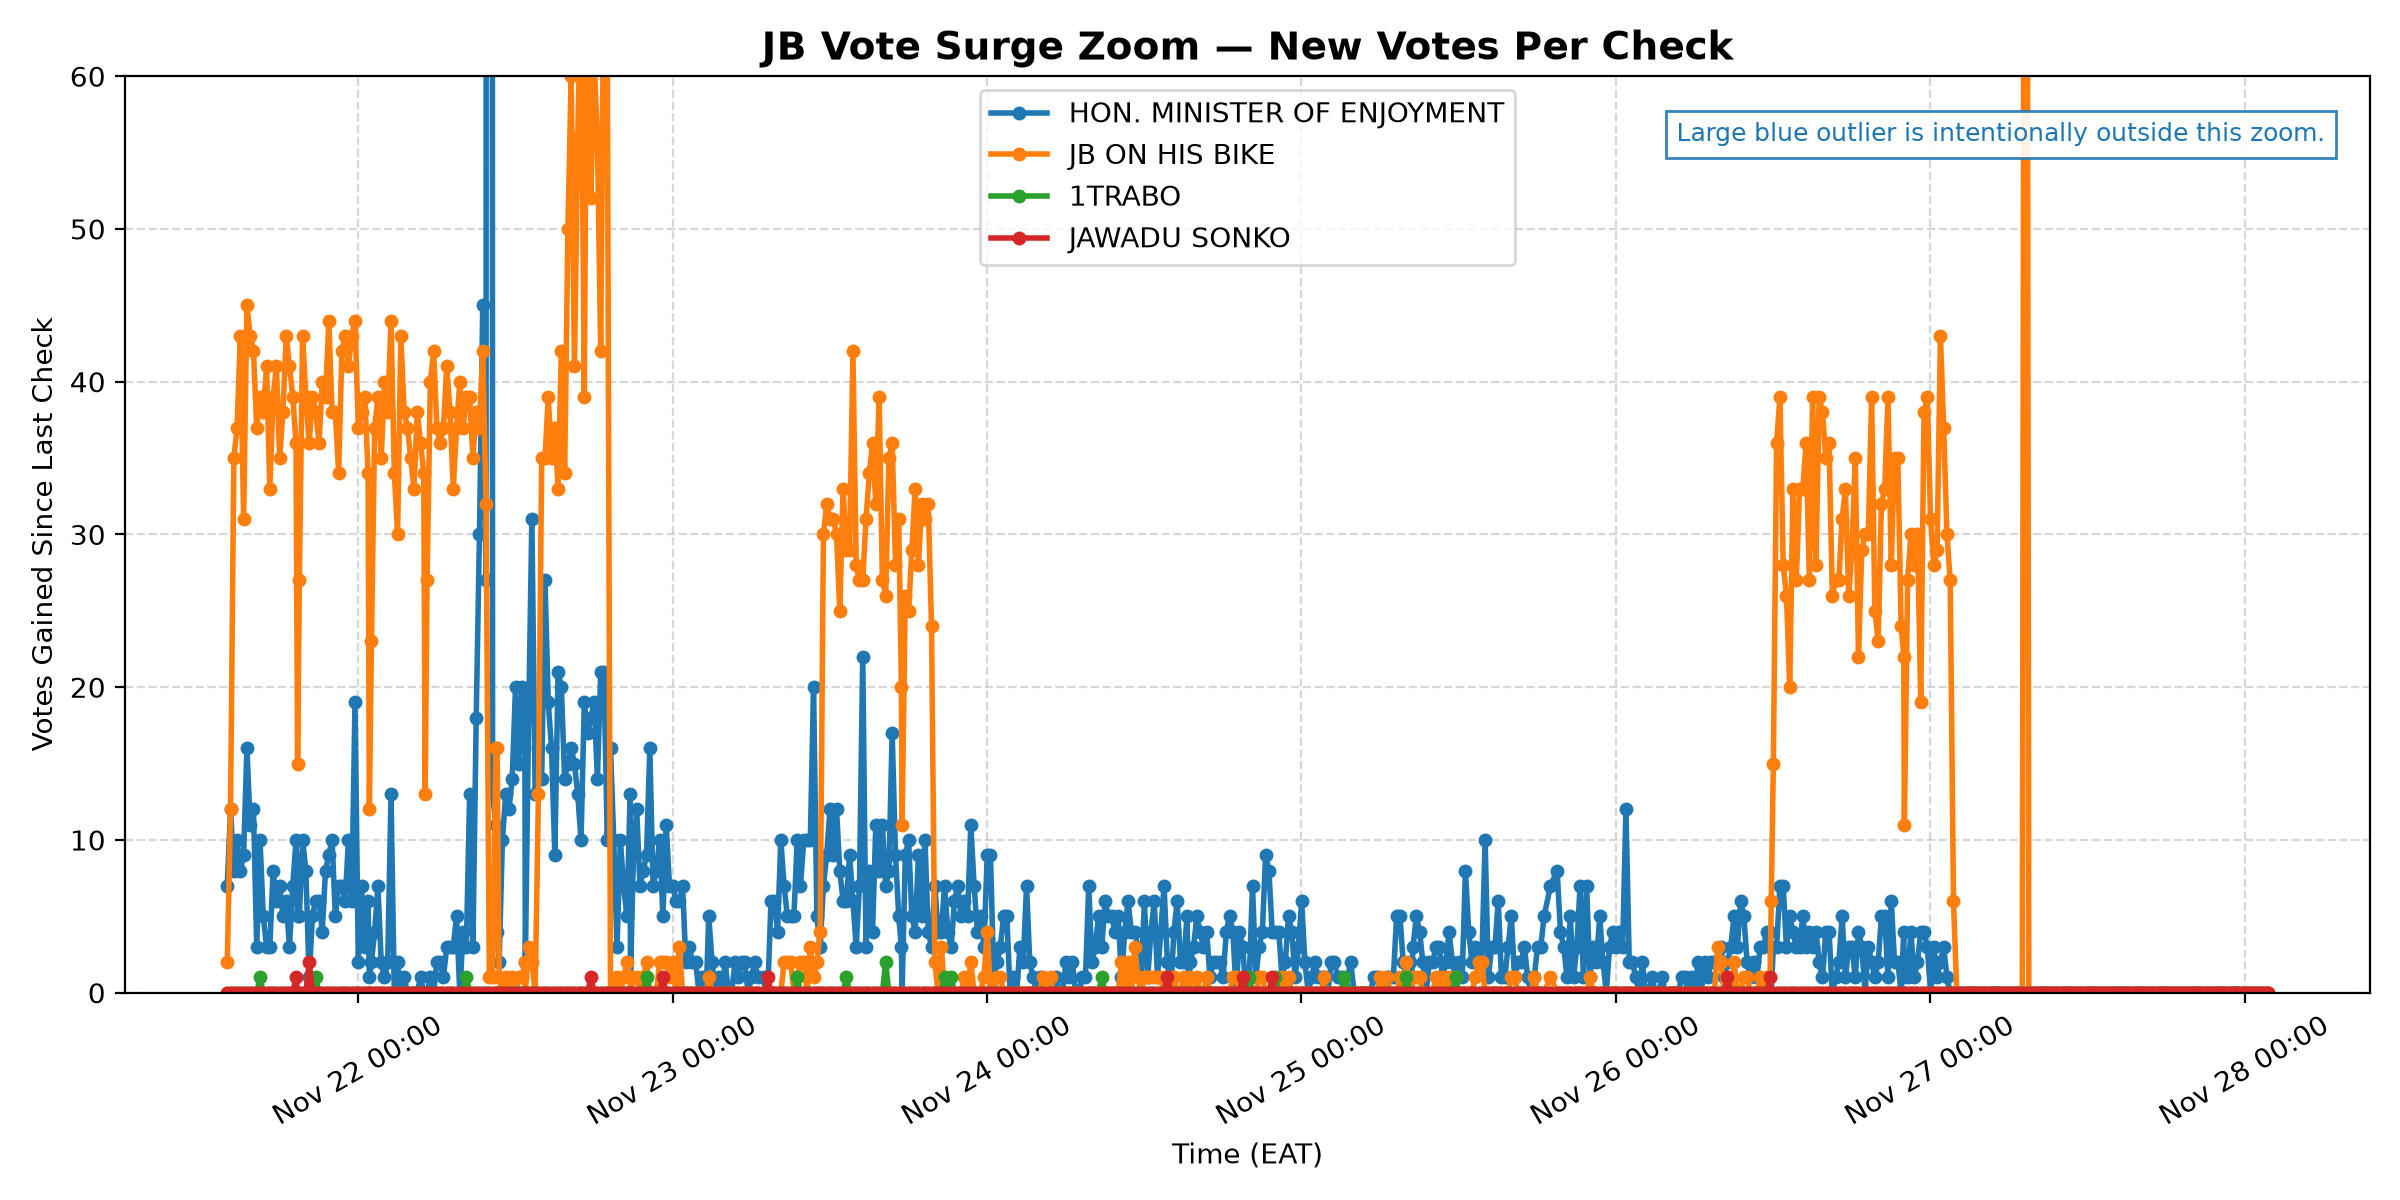 JB Vote Surge Zoom — New Votes Per Check
60
50
40
30
20
10
0
Votes Gained Since Last Check
HON. MINISTER OF ENJOYMENT
JB ON HIS BIKE
1TRABO
JAWADU SONKO
Large blue outlier is intentionally outside this zoom.
Nov 22 00:00
Nov 23 00:00
Nov 24 00:00
Nov 25 00:00
Nov 26 00:00
Nov 27 00:00
Nov 28 00:00
Time (EAT)